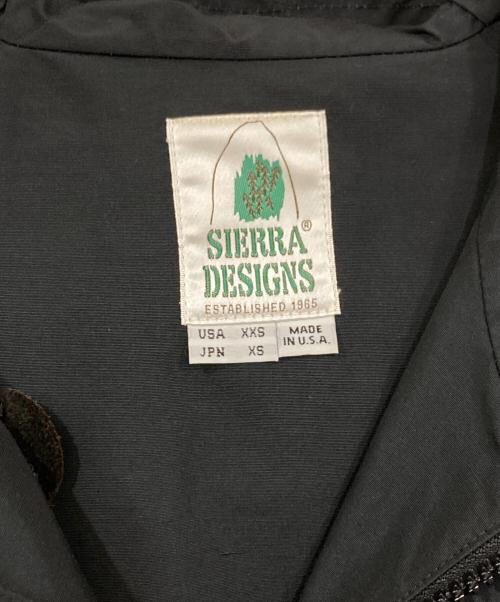 SIERRA®
DESIGNS
ESTABLISHED 1965
USA XXS
JPN XS
MADE
IN U.S.A.